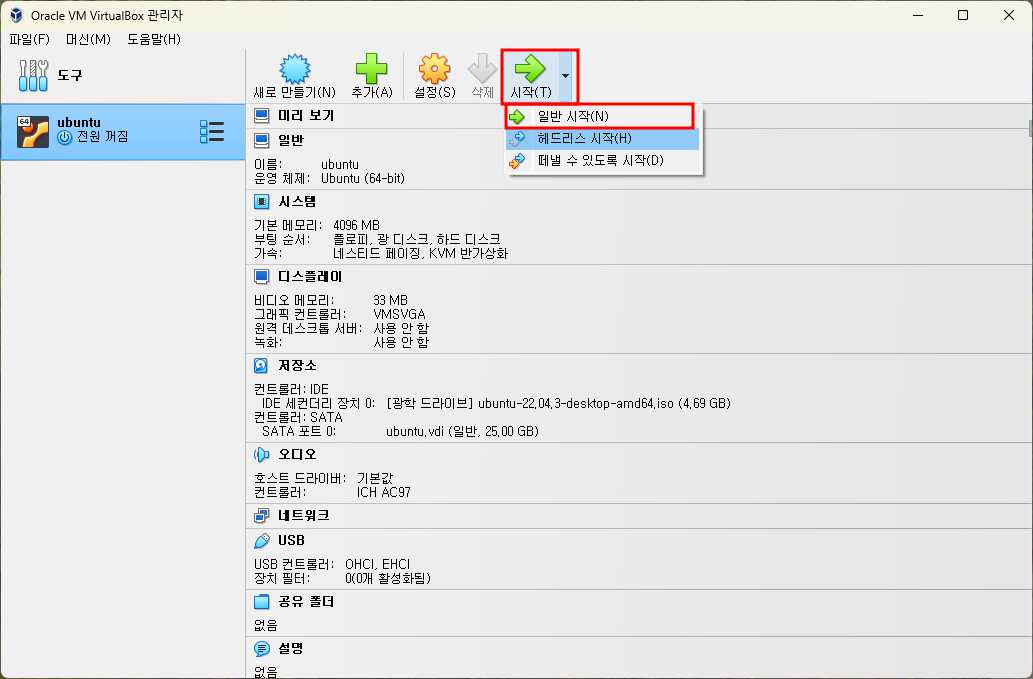 Oracle VM VirtualBox 관리자
파일(F) 머신(M) 도움말(H)
도구
새로 만들기(N) 추가(A) 설정(S) 삭제 시작(T)
64
ubuntu
전원 꺼짐
일반 시작(N)
헤드리스 시작(H)
떼낼 수 있도록 시작(D)
미리 보기
일반
이름: ubuntu
운영 체제: Ubuntu (64-bit)
시스템
기본 메모리: 4096 MB
부팅 순서: 플로피, 광 디스크, 하드 디스크
가속: 네스티드 페이징, KVM 반가상화
디스플레이
비디오 메모리: 33 MB
그래픽 컨트롤러: VMSVGA
원격 데스크톱 서버: 사용 안 함
녹화: 사용 안 함
저장소
컨트롤러: IDE
IDE 세컨더리 장치 0: [광학 드라이브] ubuntu-22.04.3-desktop-amd64.iso (4.69 GB)
컨트롤러: SATA
SATA 포트 0: ubuntu.vdi (일반, 25.00 GB)
오디오
호스트 드라이버: 기본값
컨트롤러: ICH AC97
네트워크
USB
USB 컨트롤러: OHCI, EHCI
장치 필터: 0(0개 활성화됨)
공유 폴더
없음
설명
없음